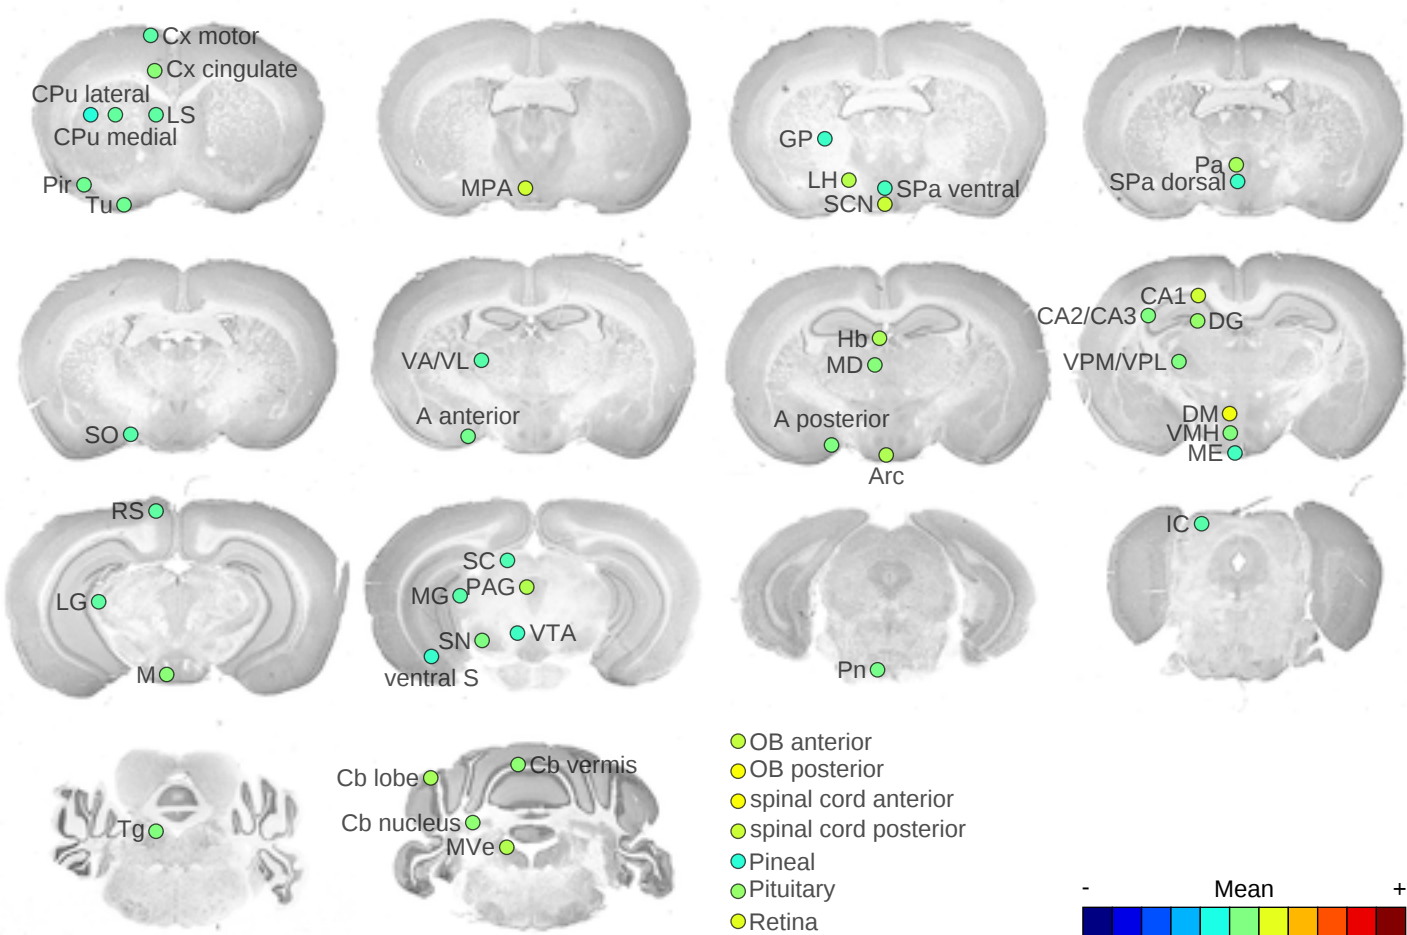 Cx motor
Cx cingulate
CPu lateral
LS
CPu medial
Pir
Tu
MPA
GP
LH
SPa ventral
SCN
Pa
SPa dorsal
SO
VA/VL
A anterior
Hb
MD
A posterior
Arc
CA1
CA2/CA3
DG
VPM/VPL
DM
VMH
ME
RS
LG
M
SC
PAG
MG
SN
VTA
ventral S
Pn
IC
Tg
Cb lobe
Cb vermis
Cb nucleus
MVe
OB anterior
OB posterior
spinal cord anterior
spinal cord posterior
Pineal
Pituitary
Retina
- Mean +